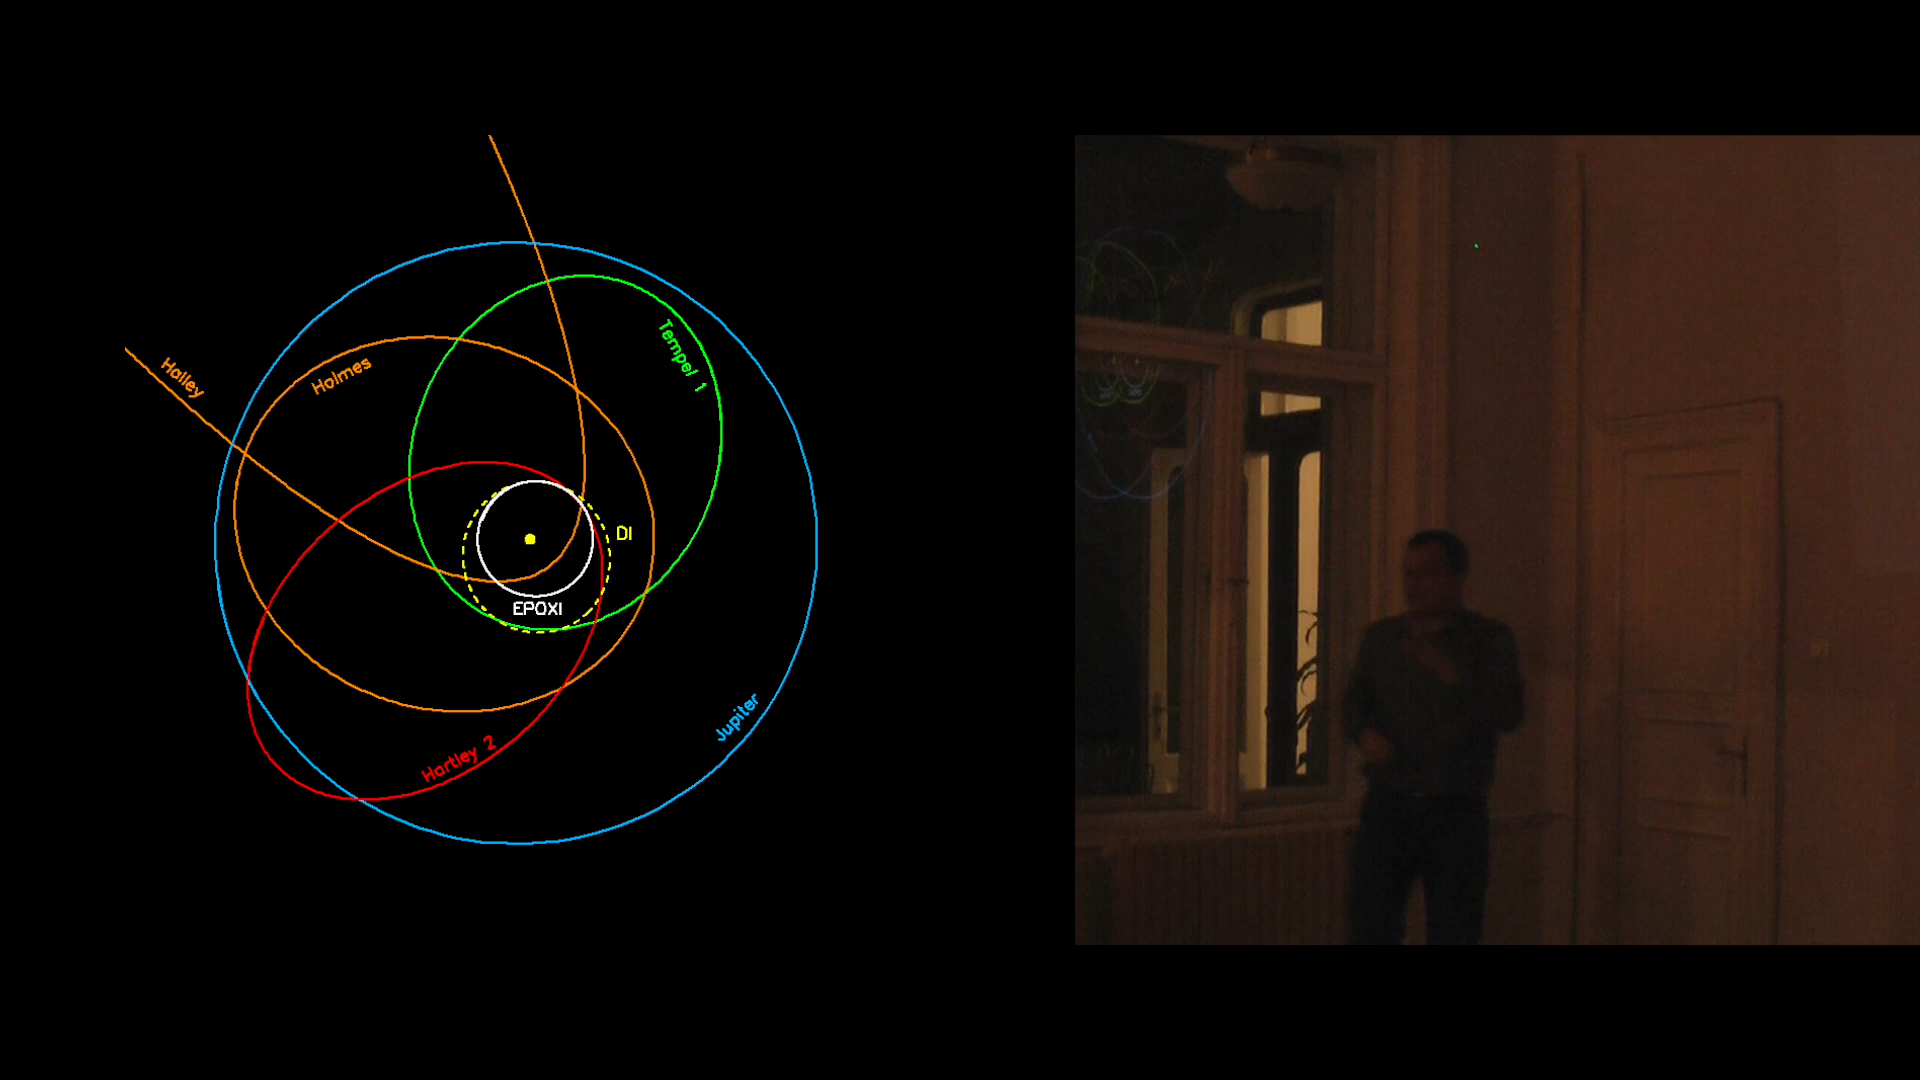 Halley
Holmes
Tempel 1
DI
EPOXI
Jupiter
Hartley 2